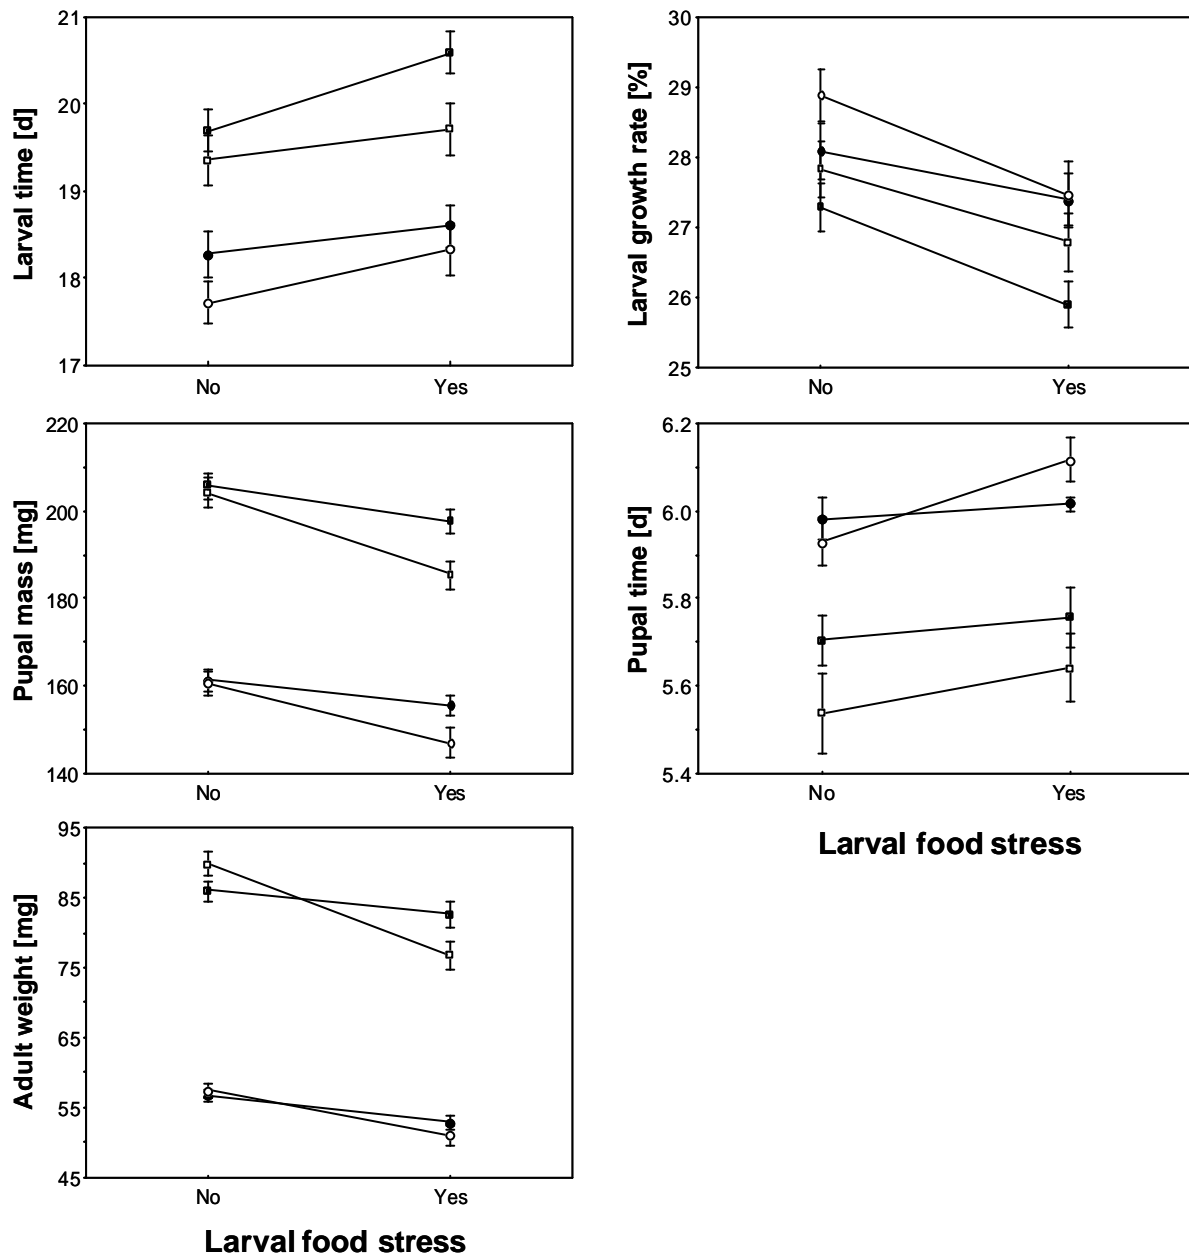 21
20
19
18
17
Larval time [d]
No
Yes
30
29
28
27
26
25
Larval growth rate [%]
No
Yes
220
200
180
160
140
Pupal mass [mg]
No
Yes
6.2
6.0
5.8
5.6
5.4
Pupal time [d]
No
Yes
Larval food stress
95
85
75
65
55
45
Adult weight [mg]
No
Yes
Larval food stress